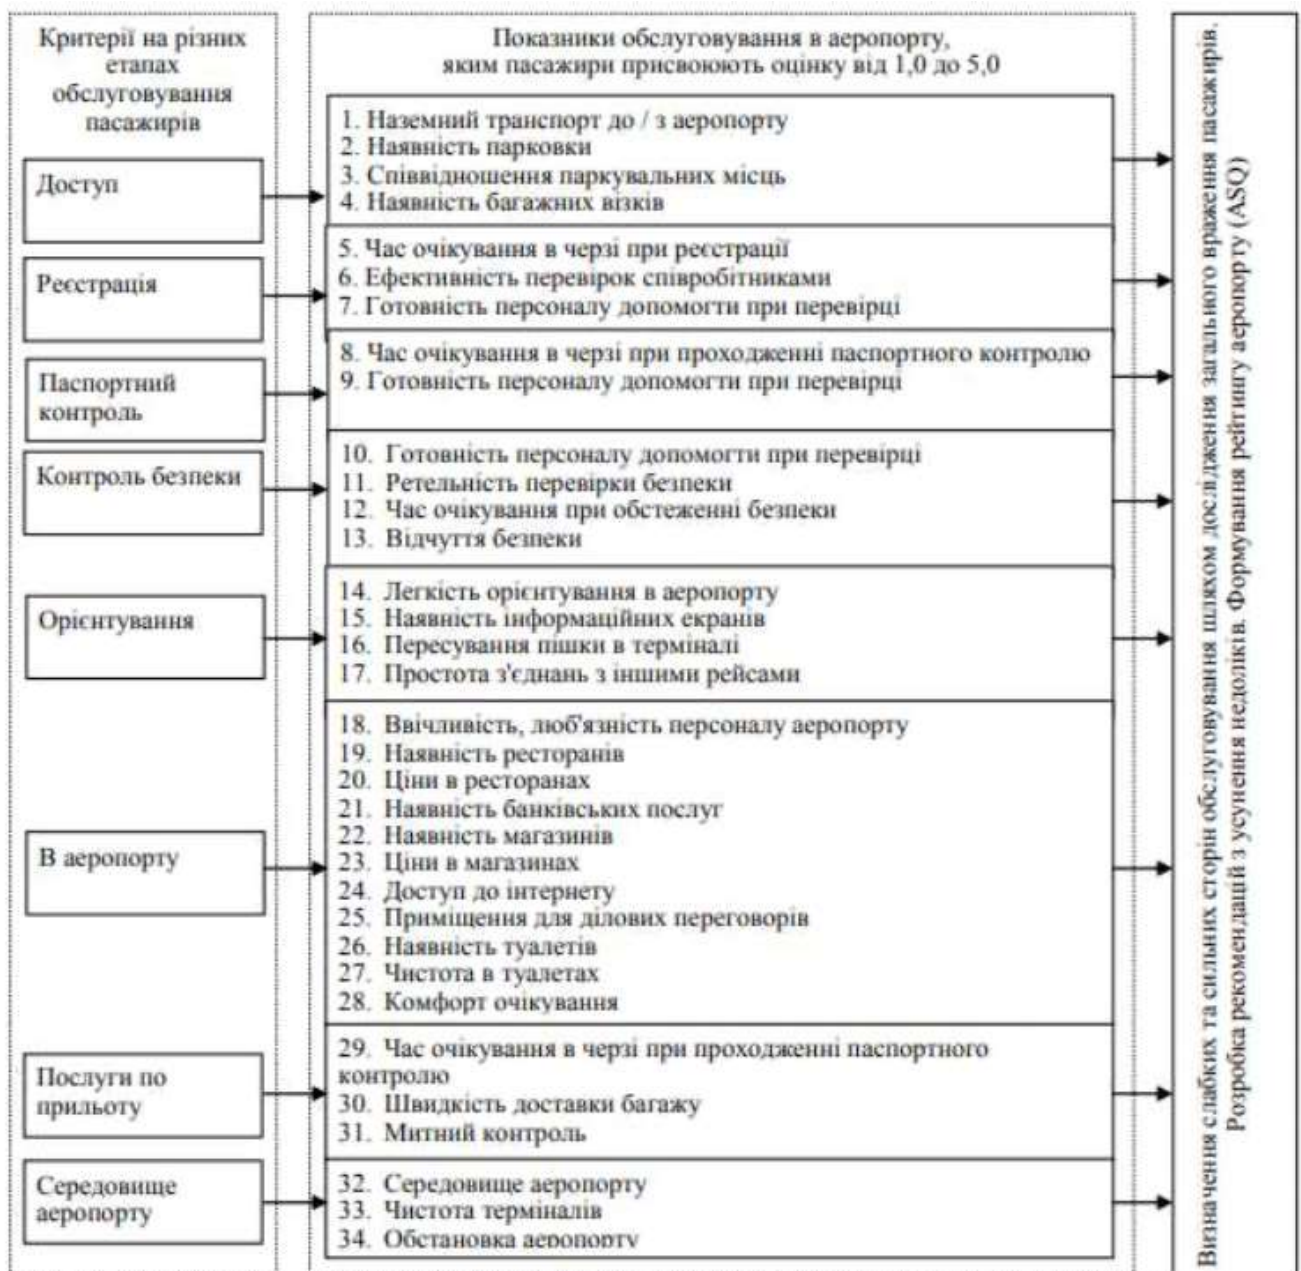 Критерії на різних
етапах
обслуговування
пасажирів
Показники обслуговування в аеропорту,
яким пасажири присвоюють оцінку від 1,0 до 5,0
Доступ
1. Наземний транспорт до / з аеропорту
2. Наявність парковки
3. Співвідношення паркувальних місць
4. Наявність багажних візків
Реєстрація
5. Час очікування в черзі при реєстрації
6. Ефективність перевірок співробітниками
7. Готовність персоналу допомогти при перевірці
Паспортний
контроль
8. Час очікування в черзі при проходженні паспортного контролю
9. Готовність персоналу допомогти при перевірці
Контроль безпеки
10. Готовність персоналу допомогти при перевірці
11. Ретельність перевірки безпеки
12. Час очікування при обстеженні безпеки
13. Відчуття безпеки
Орієнтування
14. Легкість орієнтування в аеропорту
15. Наявність інформаційних екранів
16. Пересування пішки в терміналі
17. Простота з'єднань з іншими рейсами
В аеропорту
18. Ввічливість, люб'язність персоналу аеропорту
19. Наявність ресторанів
20. Ціни в ресторанах
21. Наявність банківських послуг
22. Наявність магазинів
23. Ціни в магазинах
24. Доступ до інтернету
25. Приміщення для ділових переговорів
26. Наявність туалетів
27. Чистота в туалетах
28. Комфорт очікування
Послуги по
прильоту
29. Час очікування в черзі при проходженні паспортного
контролю
30. Швидкість доставки багажу
31. Митний контроль
Середовище
аеропорту
32. Середовище аеропорту
33. Чистота терміналів
34. Обстановка аеропорту
Визначення слабких та сильних сторін обслуговування шляхом дослідження загального враження пасажирів.
Розробка рекомендацій з усунення недоліків. Формування рейтингу аеропорту (ASQ)